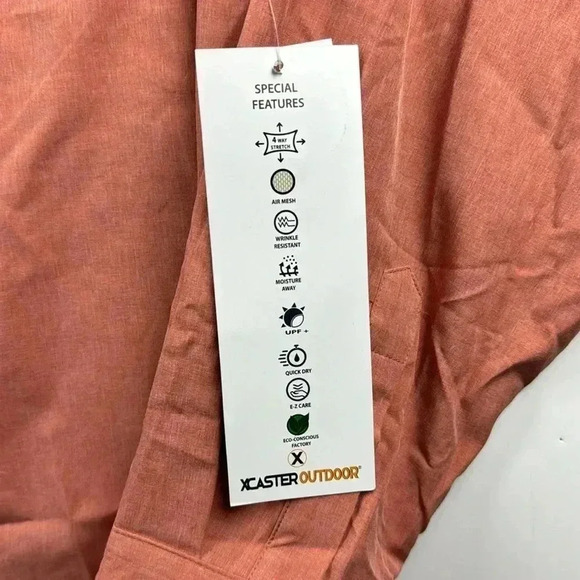 SPECIAL
FEATURES
4 WAY
STRETCH
AIR MESH
WRINKLE
RESISTANT
MOISTURE
AWAY
UPF +
QUICK DRY
E-Z CARE
ECO-CONSCIOUS
FACTORY
X
XCASTER OUTDOOR®